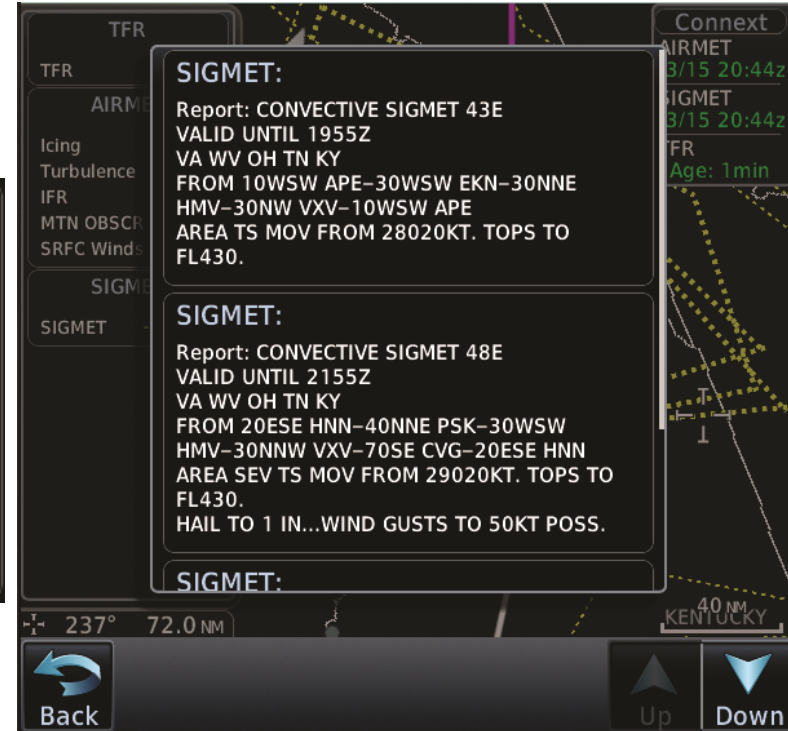 TFR
TFR
AIRME
Icing
Turbulence
IFR
MTN OBSCR
SRFC Winds
SIGME
SIGMET
SIGMET:
Report: CONVECTIVE SIGMET 43E
VALID UNTIL 1955Z
VA WV OH TN KY
FROM 10WSW APE–30WSW EKN–30NNE
HMV–30NW VXV–10WSW APE
AREA TS MOV FROM 28020KT. TOPS TO
FL430.
SIGMET:
Report: CONVECTIVE SIGMET 48E
VALID UNTIL 2155Z
VA WV OH TN KY
FROM 20ESE HNN–40NNE PSK–30WSW
HMV–30NNW VXV–70SE CVG–20ESE HNN
AREA SEV TS MOV FROM 29020KT. TOPS TO
FL430.
HAIL TO 1 IN...WIND GUSTS TO 50KT POSS.
SIGMET:
Connext
AIRMET
3/15 20:44z
SIGMET
3/15 20:44z
TFR
Age: 1min
237° 72.0 NM
40 NM
KENTUCKY
Back
Up
Down